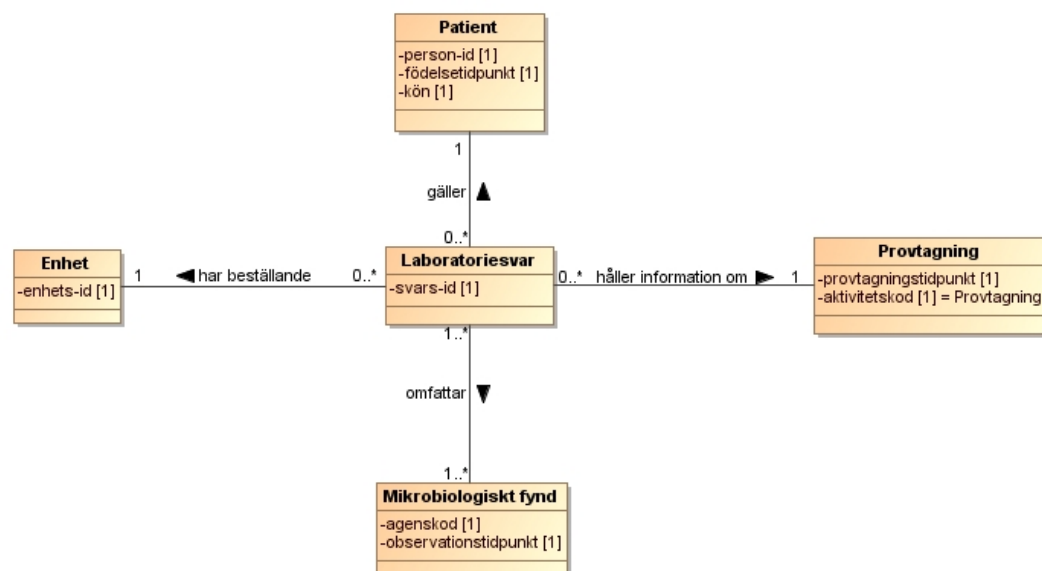 Patient
-person-id [1]
-födelsetidpunkt [1]
-kön [1]
1
gäller
0..*
Enhet
-enhets-id [1]
1
har beställande
0..*
Laboratoriesvar
-svars-id [1]
0..*
håller information om
1
Provtagning
-provtagningstidpunkt [1]
-aktivitetskod [1] = Provtagning
1..*
omfattar
1..*
Mikrobiologiskt fynd
-agenskod [1]
-observationstidpunkt [1]